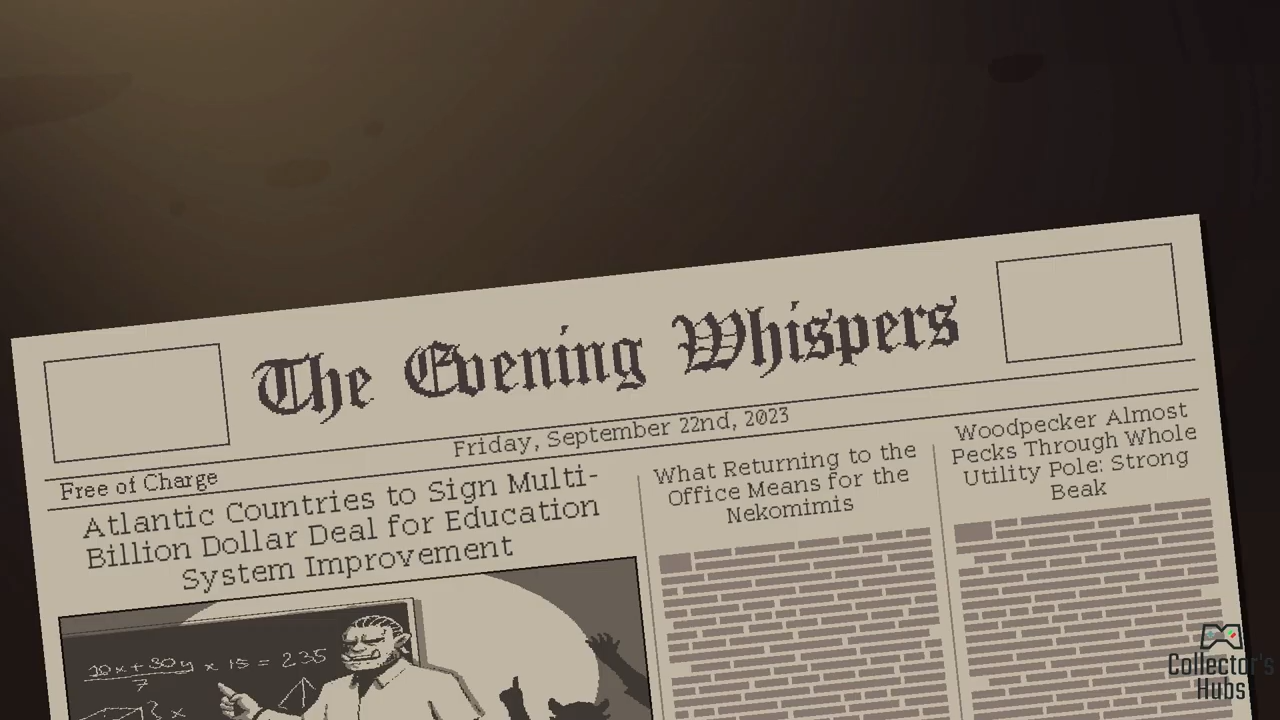 The Evening Whispers
Friday, September 22nd, 2023
Free of Charge
Atlantic Countries to Sign Multi-
Billion Dollar Deal for Education
System Improvement
20x+30y x 15 = 235
7
What Returning to the
Office Means for the
Nekomimis
Woodpecker Almost
Pecks Through Whole
Utility Pole: Strong
Beak
Collector's
Hubs